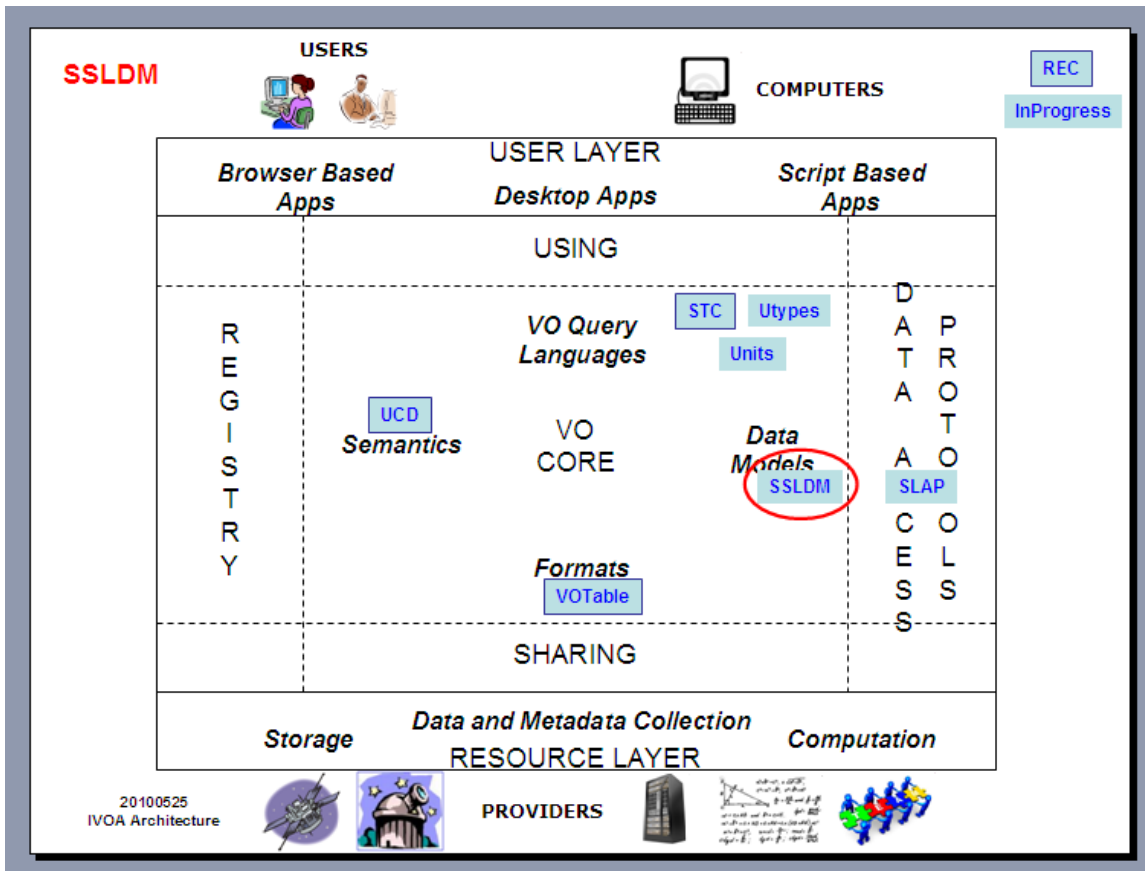 SSLDM
USERS
COMPUTERS
REC
InProgress
USER LAYER
Browser Based
Apps
Desktop Apps
Script Based
Apps
USING
REGISTRY
VO Query
Languages
STC
Utypes
Units
UCD
Semantics
VO
CORE
Data
Models
SSLDM
SLAP
DATA ACCESS
PROTOCOLS
Formats
VOTable
SHARING
Storage
Data and Metadata Collection
Computation
RESOURCE LAYER
20100525
IVOA Architecture
PROVIDERS